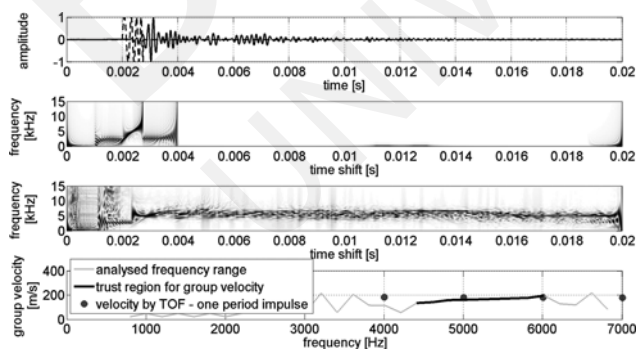 amplitude
1
0
-1
0 0.002 0.004 0.006 0.008 0.01 0.012 0.014 0.016 0.018 0.02
time [s]
frequency
[kHz]
15
10
5
0
0 0.002 0.004 0.006 0.008 0.01 0.012 0.014 0.016 0.018 0.02
time shift [s]
frequency
[kHz]
15
10
5
0
0 0.002 0.004 0.006 0.008 0.01 0.012 0.014 0.016 0.018 0.02
time shift [s]
group velocity
[m/s]
400
200
0
analysed frequency range
trust region for group velocity
velocity by TOF - one period impulse
0 1000 2000 3000 4000 5000 6000 7000
frequency [Hz]
UNIV